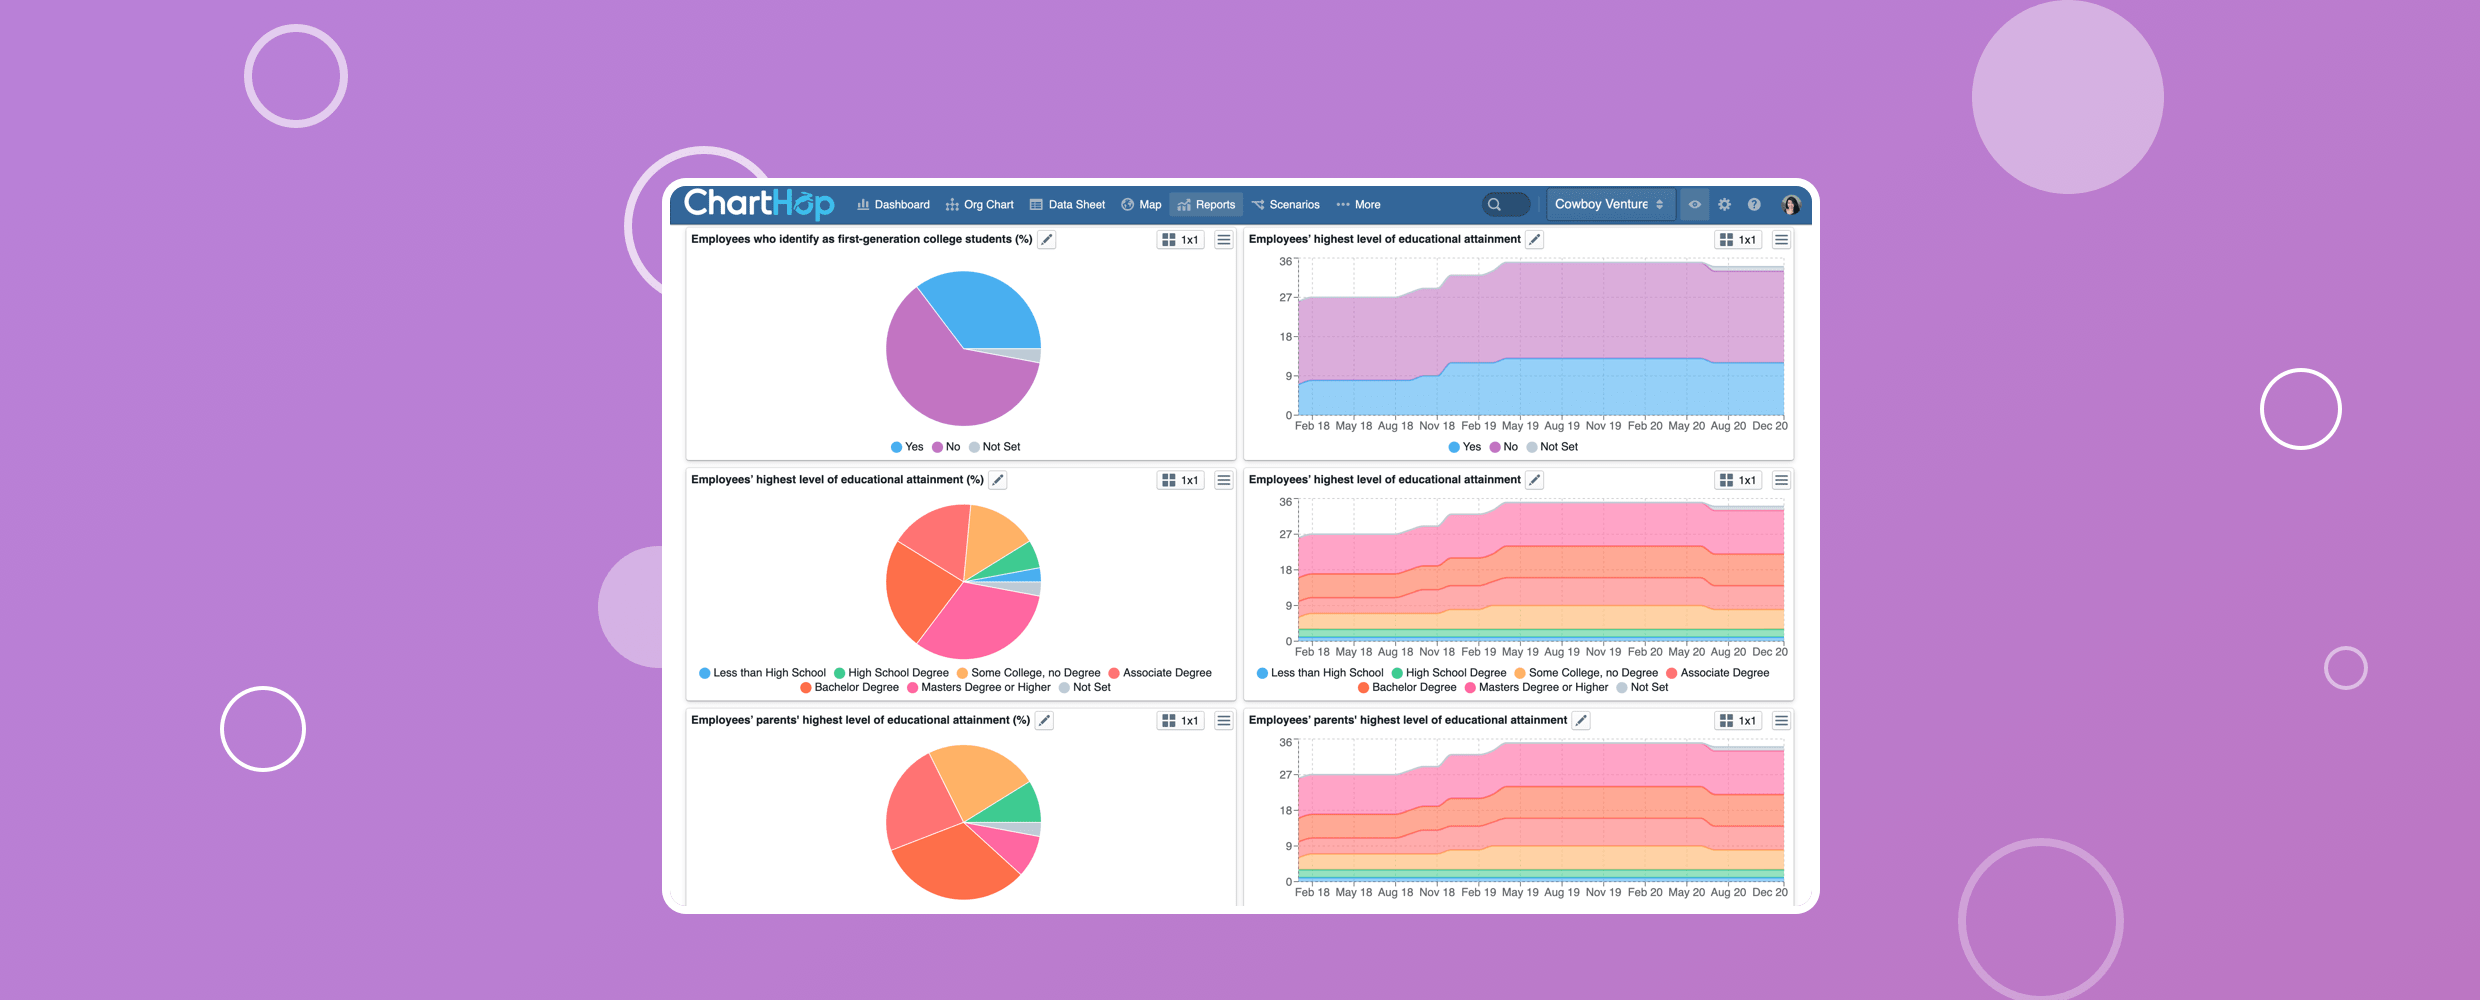 ChartHop Dashboard Org Chart Data Sheet Map Reports Scenarios More Cowboy Venture ?
Employees who identify as first-generation college students (%) 1x1
Yes No Not Set
Employees' highest level of educational attainment 1x1
36
27
18
9
0
Feb 18 May 18 Aug 18 Nov 18 Feb 19 May 19 Aug 19 Nov 19 Feb 20 May 20 Aug 20 Dec 20
Yes No Not Set
Employees' highest level of educational attainment (%) 1x1
Less than High School High School Degree Some College, no Degree Associate Degree
Bachelor Degree Masters Degree or Higher Not Set
Employees' highest level of educational attainment 1x1
36
27
18
9
0
Feb 18 May 18 Aug 18 Nov 18 Feb 19 May 19 Aug 19 Nov 19 Feb 20 May 20 Aug 20 Dec 20
Less than High School High School Degree Some College, no Degree Associate Degree
Bachelor Degree Masters Degree or Higher Not Set
Employees' parents' highest level of educational attainment (%) 1x1
Employees' parents' highest level of educational attainment 1x1
36
27
18
9
0
Feb 18 May 18 Aug 18 Nov 18 Feb 19 May 19 Aug 19 Nov 19 Feb 20 May 20 Aug 20 Dec 20